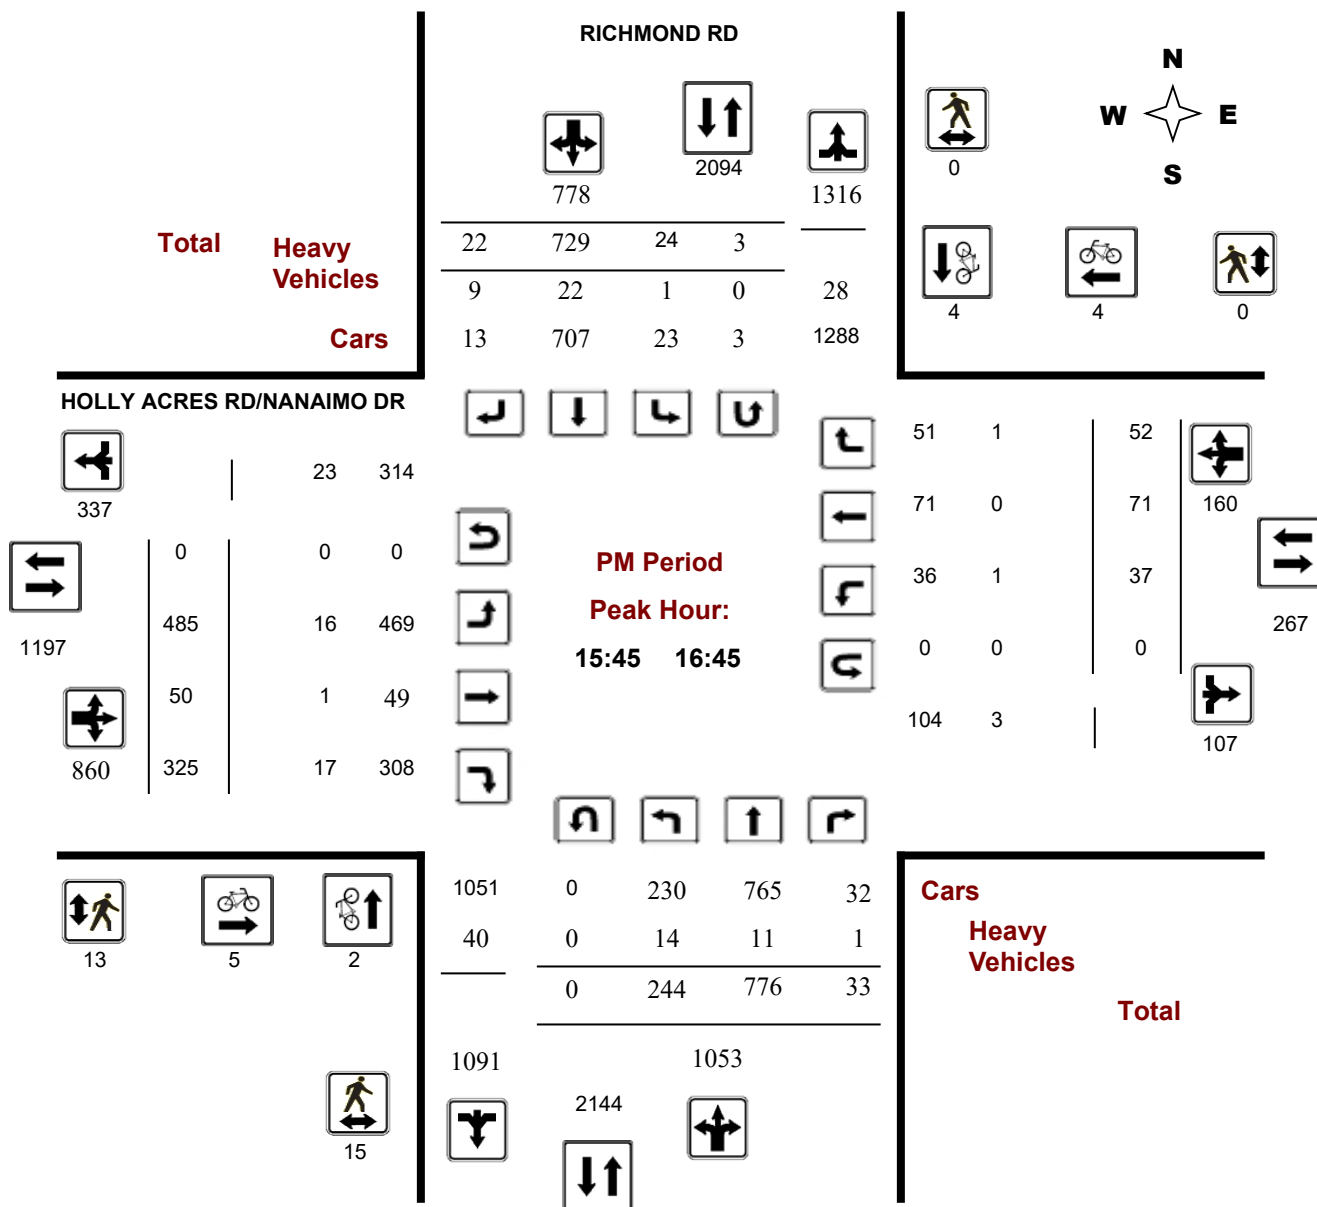 RICHMOND RD
N
W E
S
2094
0
778 1316
Total Heavy Vehicles
22 729 24 3
9 22 1 0 28
4 4 0
Cars
13 707 23 3 1288
HOLLY ACRES RD/NANAIMO DR
51 1 52
23 314
337
71 0 71 160
0 0 0
PM Period
36 1 37
Peak Hour:
485 16 469
267
1197
15:45 16:45
0 0 0
50 1 49
104 3
107
860 325 17 308
1051 0 230 765 32
Cars
40 0 14 11 1
Heavy Vehicles
13 5 2
0 244 776 33
Total
1091 1053
2144
15